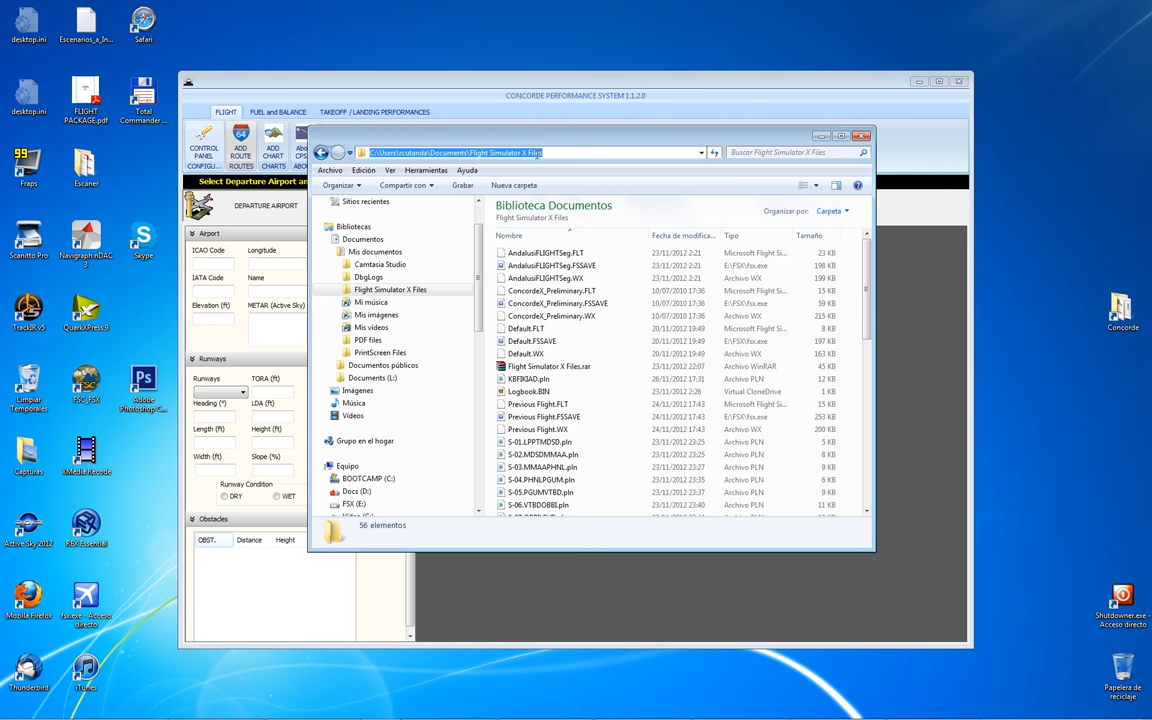 desktop.ini
Escenarios_a_In...
Safari
desktop.ini
FLIGHT PACKAGE.pdf
Total Commander ...
99
Fraps
Escáner
Scanitto Pro
Navigraph nDAC 3
Skype
TrackIR v5
QuarkXPress 9
Limpiar Temporales
FSC_FSX
Adobe Photoshop C...
Capturas
XMedia Recode
Active Sky 2012
REX Essential
Mozilla Firefox
fsx.exe - Acceso directo
Thunderbird
iTunes
Concorde
Shutdowner.exe - Acceso directo
Papelera de reciclaje
CONCORDE PERFORMANCE SYSTEM 1.1.2.0
FLIGHT
FUEL and BALANCE
TAKEOFF / LANDING PERFORMANCES
CONTROL PANEL
CONFIGU...
64
ADD ROUTE
ROUTES
ADD CHART
CHARTS
Select Departure Airport an
DEPARTURE AIRPORT
Airport
ICAO Code
Longitude
IATA Code
Name
Elevation (ft)
METAR (Active Sky)
Runways
Runways
TORA (ft)
Heading (º)
LDA (ft)
Length (ft)
Height (ft)
Width (ft)
Slope (%)
Runway Condition
DRY
WET
Obstacles
OBST.
Distance
Height
C:\Users\rcutanda\Documents\Flight Simulator X Files
Buscar Flight Simulator X Files
Archivo
Edición
Ver
Herramientas
Ayuda
Organizar
Compartir con
Grabar
Nueva carpeta
Sitios recientes
Bibliotecas
Documentos
Mis documentos
Camtasia Studio
DbgLogs
Flight Simulator X Files
Mi música
Mis imágenes
Mis vídeos
PDF files
PrintScreen Files
Documentos públicos
Documents (L:)
Imágenes
Música
Vídeos
Grupo en el hogar
Equipo
BOOTCAMP (C:)
Docs (D:)
FSX (E:)
Biblioteca Documentos
Flight Simulator X Files
Organizar por: Carpeta
Nombre
Fecha de modifica...
Tipo
Tamaño
AndalusiFLIGHTSeg.FLT 23/11/2012 2:21 Microsoft Flight Si... 23 KB
AndalusiFLIGHTSeg.FSSAVE 23/11/2012 2:21 E:\FSX\fsx.exe 198 KB
AndalusiFLIGHTSeg.WX 23/11/2012 2:21 Archivo WX 199 KB
ConcordeX_Preliminary.FLT 10/07/2010 17:36 Microsoft Flight Si... 15 KB
ConcordeX_Preliminary.FSSAVE 10/07/2010 17:36 E:\FSX\fsx.exe 59 KB
ConcordeX_Preliminary.WX 10/07/2010 17:36 Archivo WX 215 KB
Default.FLT 20/11/2012 19:49 Microsoft Flight Si... 8 KB
Default.FSSAVE 20/11/2012 19:49 E:\FSX\fsx.exe 197 KB
Default.WX 20/11/2012 19:49 Archivo WX 163 KB
Flight Simulator X Files.rar 23/11/2012 22:07 Archivo WinRAR 45 KB
KBFIKIAD.pln 26/11/2012 17:31 Archivo PLN 12 KB
Logbook.BIN 23/11/2012 2:26 Virtual CloneDrive 1 KB
Previous Flight.FLT 24/11/2012 17:43 Microsoft Flight Si... 15 KB
Previous Flight.FSSAVE 24/11/2012 17:43 E:\FSX\fsx.exe 253 KB
Previous Flight.WX 24/11/2012 17:43 Archivo WX 200 KB
S-01.LPPTMDSD.pln 23/11/2012 23:25 Archivo PLN 5 KB
S-02.MDSDMMAA.pln 23/11/2012 23:25 Archivo PLN 8 KB
S-03.MMAAPHNL.pln 23/11/2012 23:27 Archivo PLN 9 KB
S-04.PHNLPGUM.pln 23/11/2012 23:35 Archivo PLN 6 KB
S-05.PGUMVTBD.pln 23/11/2012 23:37 Archivo PLN 9 KB
S-06.VTBDOBBI.pln 23/11/2012 23:40 Archivo PLN 11 KB
56 elementos